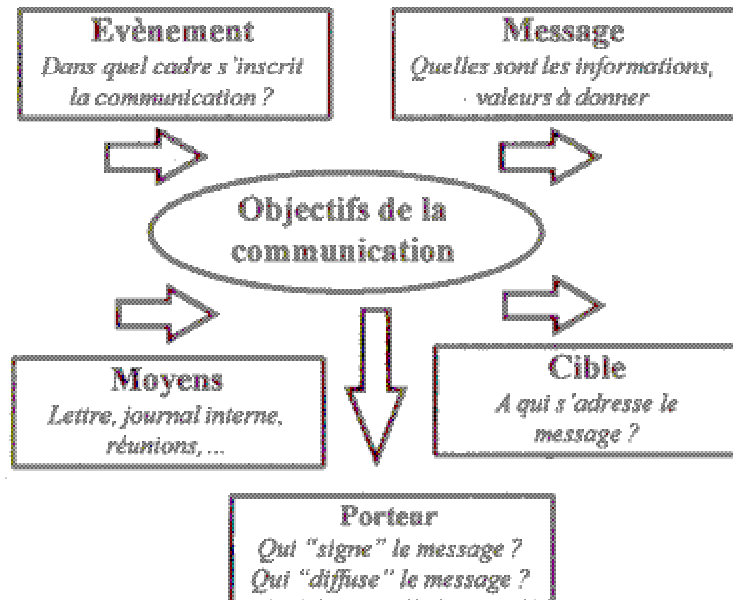 Evènement
Dans quel cadre s'inscrit
la communication ?
Message
Quelles sont les informations,
valeurs à donner
Objectifs de la
communication
Moyens
Lettre, journal interne,
réunions, ...
Cible
A qui s'adresse le
message ?
Porteur
Qui "signe" le message ?
Qui "diffuse" le message ?